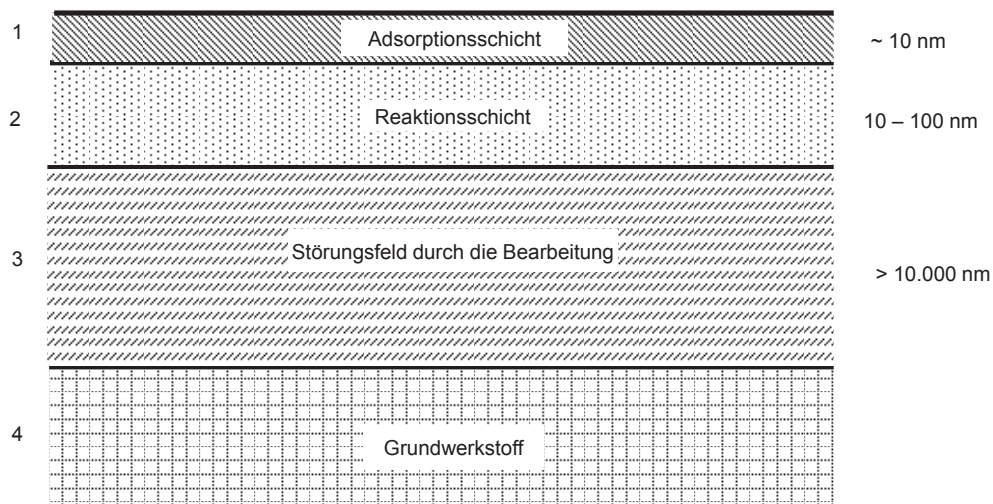 1
Adsorptionsschicht
~ 10 nm
2
Reaktionsschicht
10 – 100 nm
3
Störungsfeld durch die Bearbeitung
> 10.000 nm
4
Grundwerkstoff